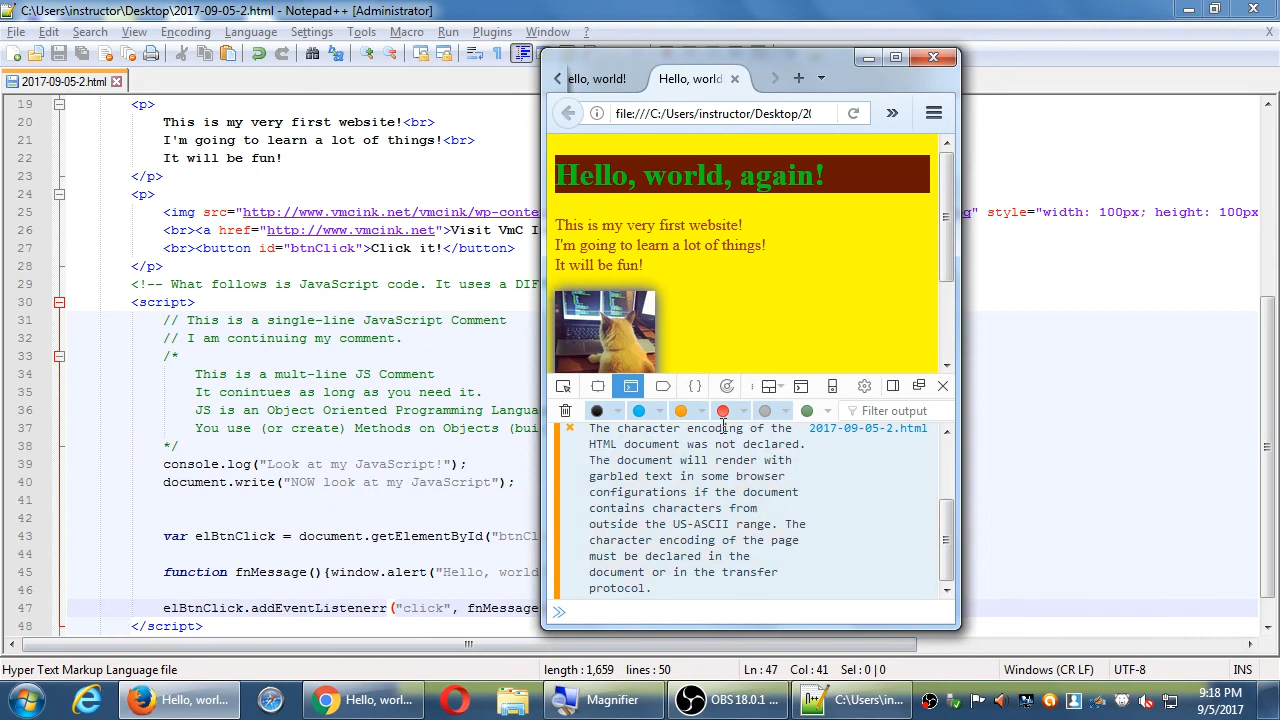 C:\Users\instructor\Desktop\2017-09-05-2.html - Notepad++ [Administrator]
File Edit Search View Encoding Language Settings Tools Macro Run Plugins Window ?
X
2017-09-05-2.html
19 <p>
20 This is my very first website!<br>
21 I'm going to learn a lot of things!<br>
22 It will be fun!
23 </p>
24 <p>
25 <img src="http://www.vmcink.net/vmcink/wp-conte g" style="width: 100px; height: 100px
26 <br><a href="http://www.vmcink.net">Visit VmC I
27 <br><button id="btnClick">Click it!</button>
28 </p>
29 <!-- What follows is JavaScript code. It uses a DIF
30 <script>
31 // This is a single-line JavaScript Comment
32 // I am continuing my comment.
33 /*
34 This is a mult-line JS Comment
35 It conintues as long as you need it.
36 JS is an Object Oriented Programming Langua
37 You use (or create) Methods on Objects (bui
38 */
39 console.log("Look at my JavaScript!");
40 document.write("NOW look at my JavaScript");
41
42
43 var elBtnClick = document.getElementById("btnC
44
45 function fnMessage(){window.alert("Hello, world
46
47 elBtnClick.addEventListenerr("click", fnMessage
48 </script>
ello, world!
Hello, world
file:///C:/Users/instructor/Desktop/20
Hello, world, again!
This is my very first website!
I'm going to learn a lot of things!
It will be fun!
Filter output
The character encoding of the 2017-09-05-2.html
HTML document was not declared.
The document will render with
garbled text in some browser
configurations if the document
contains characters from
outside the US-ASCII range. The
character encoding of the page
must be declared in the
document or in the transfer
protocol.
Hyper Text Markup Language file length : 1,659 lines : 50 Ln : 47 Col : 41 Sel : 0 | 0 Windows (CR LF) UTF-8 INS
Hello, worl...
Hello, world...
Magnifier
OBS 18.0.1 ...
C:\Users\in...
9:18 PM
9/5/2017